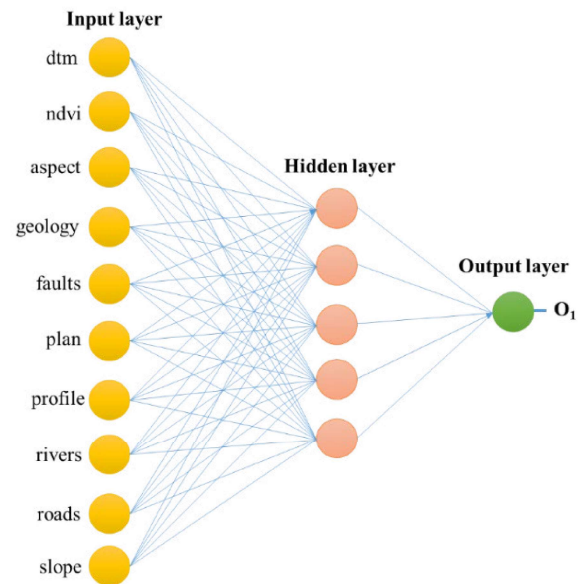 Input layer
dtm
ndvi
aspect
geology
faults
plan
profile
rivers
roads
slope
Hidden layer
Output layer
O₁